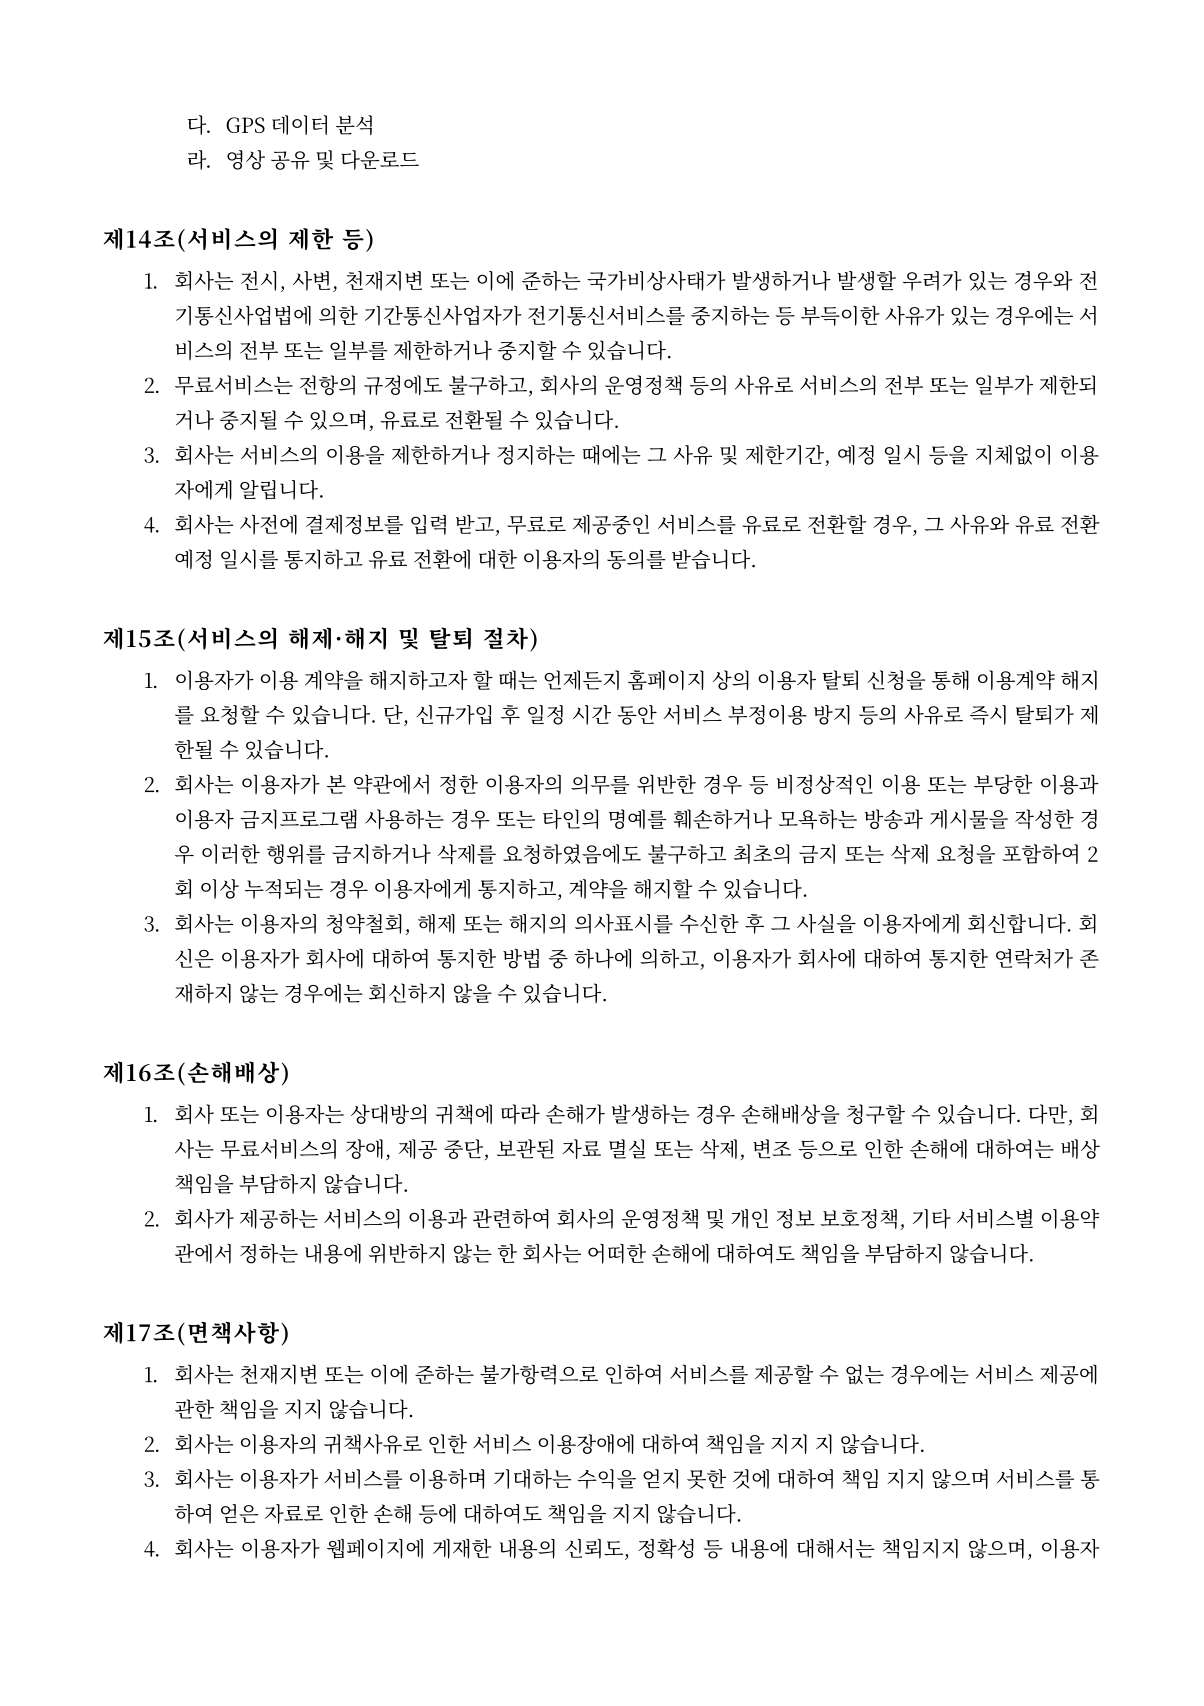 다. GPS 데이터 분석
라. 영상 공유 및 다운로드
제14조(서비스의 제한 등)
1. 회사는 전시, 사변, 천재지변 또는 이에 준하는 국가비상사태가 발생하거나 발생할 우려가 있는 경우와 전
기통신사업법에 의한 기간통신사업자가 전기통신서비스를 중지하는 등 부득이한 사유가 있는 경우에는 서
비스의 전부 또는 일부를 제한하거나 중지할 수 있습니다.
2. 무료서비스는 전항의 규정에도 불구하고, 회사의 운영정책 등의 사유로 서비스의 전부 또는 일부가 제한되
거나 중지될 수 있으며, 유료로 전환될 수 있습니다.
3. 회사는 서비스의 이용을 제한하거나 정지하는 때에는 그 사유 및 제한기간, 예정 일시 등을 지체없이 이용
자에게 알립니다.
4. 회사는 사전에 결제정보를 입력 받고, 무료로 제공중인 서비스를 유료로 전환할 경우, 그 사유와 유료 전환
예정 일시를 통지하고 유료 전환에 대한 이용자의 동의를 받습니다.
제15조(서비스의 해제·해지 및 탈퇴 절차)
1. 이용자가 이용 계약을 해지하고자 할 때는 언제든지 홈페이지 상의 이용자 탈퇴 신청을 통해 이용계약 해지
를 요청할 수 있습니다. 단, 신규가입 후 일정 시간 동안 서비스 부정이용 방지 등의 사유로 즉시 탈퇴가 제
한될 수 있습니다.
2. 회사는 이용자가 본 약관에서 정한 이용자의 의무를 위반한 경우 등 비정상적인 이용 또는 부당한 이용과
이용자 금지프로그램 사용하는 경우 또는 타인의 명예를 훼손하거나 모욕하는 방송과 게시물을 작성한 경
우 이러한 행위를 금지하거나 삭제를 요청하였음에도 불구하고 최초의 금지 또는 삭제 요청을 포함하여 2
회 이상 누적되는 경우 이용자에게 통지하고, 계약을 해지할 수 있습니다.
3. 회사는 이용자의 청약철회, 해제 또는 해지의 의사표시를 수신한 후 그 사실을 이용자에게 회신합니다. 회
신은 이용자가 회사에 대하여 통지한 방법 중 하나에 의하고, 이용자가 회사에 대하여 통지한 연락처가 존
재하지 않는 경우에는 회신하지 않을 수 있습니다.
제16조(손해배상)
1. 회사 또는 이용자는 상대방의 귀책에 따라 손해가 발생하는 경우 손해배상을 청구할 수 있습니다. 다만, 회
사는 무료서비스의 장애, 제공 중단, 보관된 자료 멸실 또는 삭제, 변조 등으로 인한 손해에 대하여는 배상
책임을 부담하지 않습니다.
2. 회사가 제공하는 서비스의 이용과 관련하여 회사의 운영정책 및 개인 정보 보호정책, 기타 서비스별 이용약
관에서 정하는 내용에 위반하지 않는 한 회사는 어떠한 손해에 대하여도 책임을 부담하지 않습니다.
제17조(면책사항)
1. 회사는 천재지변 또는 이에 준하는 불가항력으로 인하여 서비스를 제공할 수 없는 경우에는 서비스 제공에
관한 책임을 지지 않습니다.
2. 회사는 이용자의 귀책사유로 인한 서비스 이용장애에 대하여 책임을 지지 지 않습니다.
3. 회사는 이용자가 서비스를 이용하며 기대하는 수익을 얻지 못한 것에 대하여 책임 지지 않으며 서비스를 통
하여 얻은 자료로 인한 손해 등에 대하여도 책임을 지지 않습니다.
4. 회사는 이용자가 웹페이지에 게재한 내용의 신뢰도, 정확성 등 내용에 대해서는 책임지지 않으며, 이용자